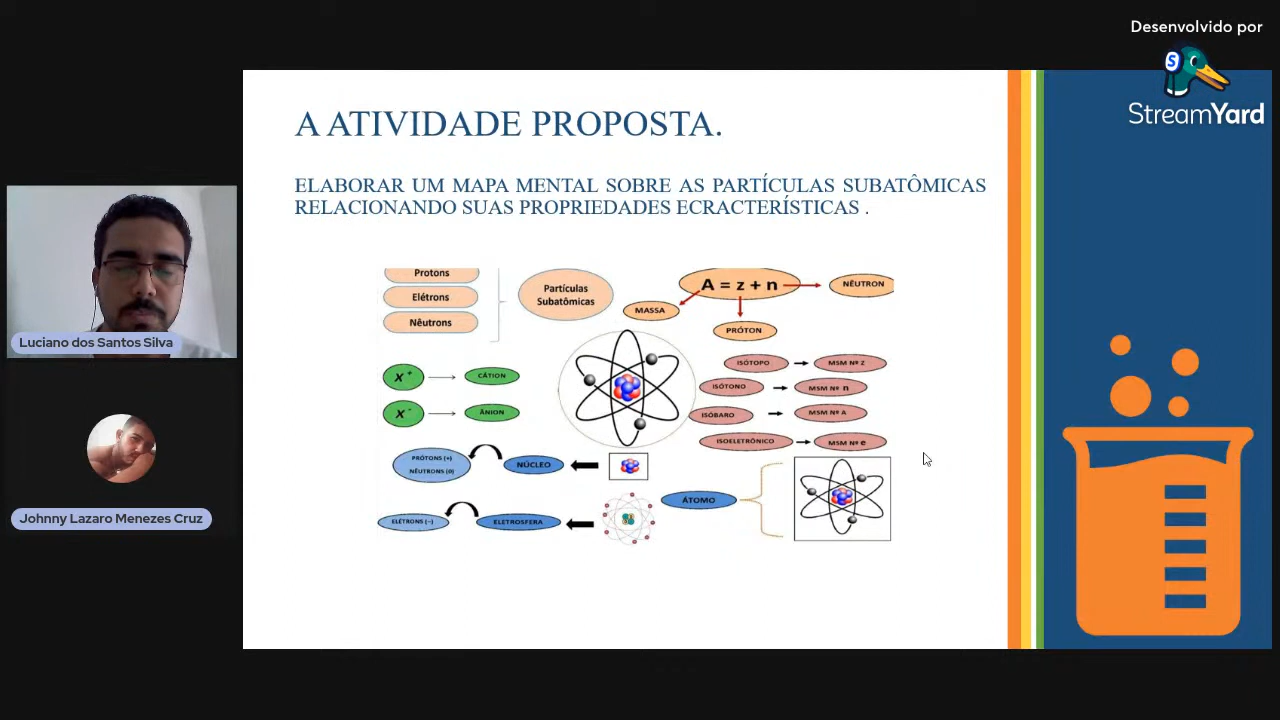 Desenvolvido por
StreamYard
A ATIVIDADE PROPOSTA.
ELABORAR UM MAPA MENTAL SOBRE AS PARTÍCULAS SUBATÔMICAS
RELACIONANDO SUAS PROPRIEDADES ECRACTERÍSTICAS .
Protons
Elétrons
Nêutrons
Partículas
Subatômicas
A = z + n
NÊUTRON
MASSA
PRÓTON
X +
CÁTION
X -
ÂNION
ISÓTOPO
MSM Nº Z
ISÓTONO
MSM Nº n
ISÓBARO
MSM Nº A
ISOELETRÔNICO
MSM Nº e
PRÓTONS (+)
NÊUTRONS (0)
NÚCLEO
ELÉTRONS (−)
ELETROSFERA
ÁTOMO
Luciano dos Santos Silva
Johnny Lazaro Menezes Cruz